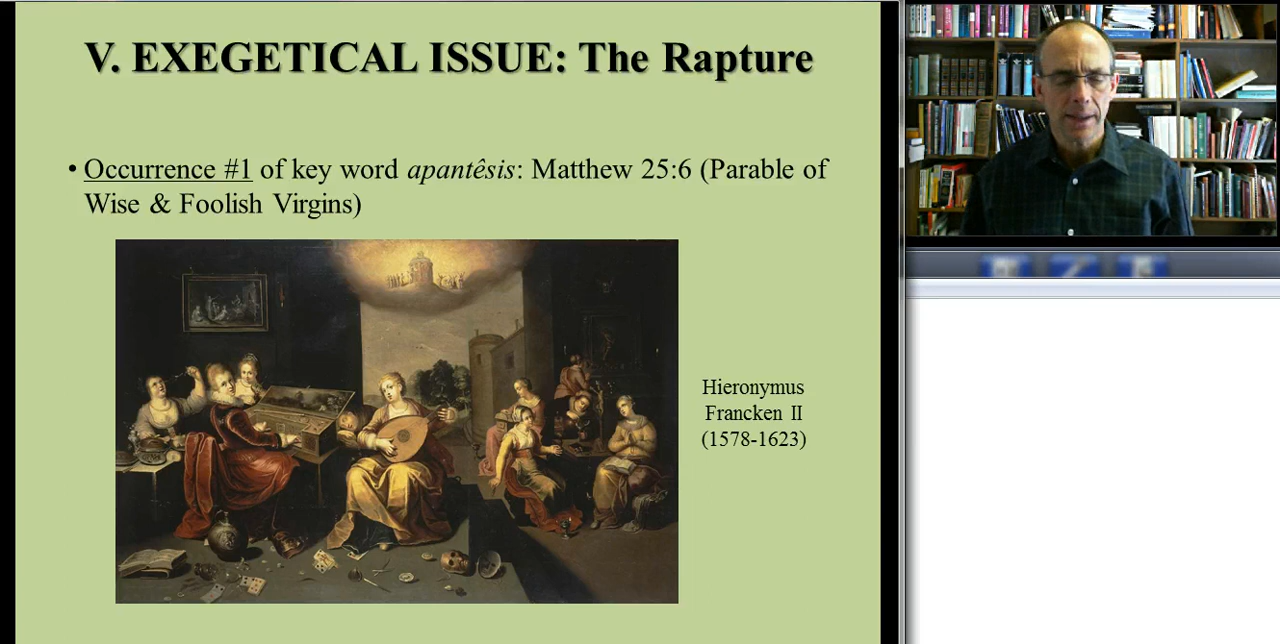 V. EXEGETICAL ISSUE: The Rapture
• Occurrence #1 of key word apantêsis: Matthew 25:6 (Parable of
Wise & Foolish Virgins)
Hieronymus
Francken II
(1578-1623)